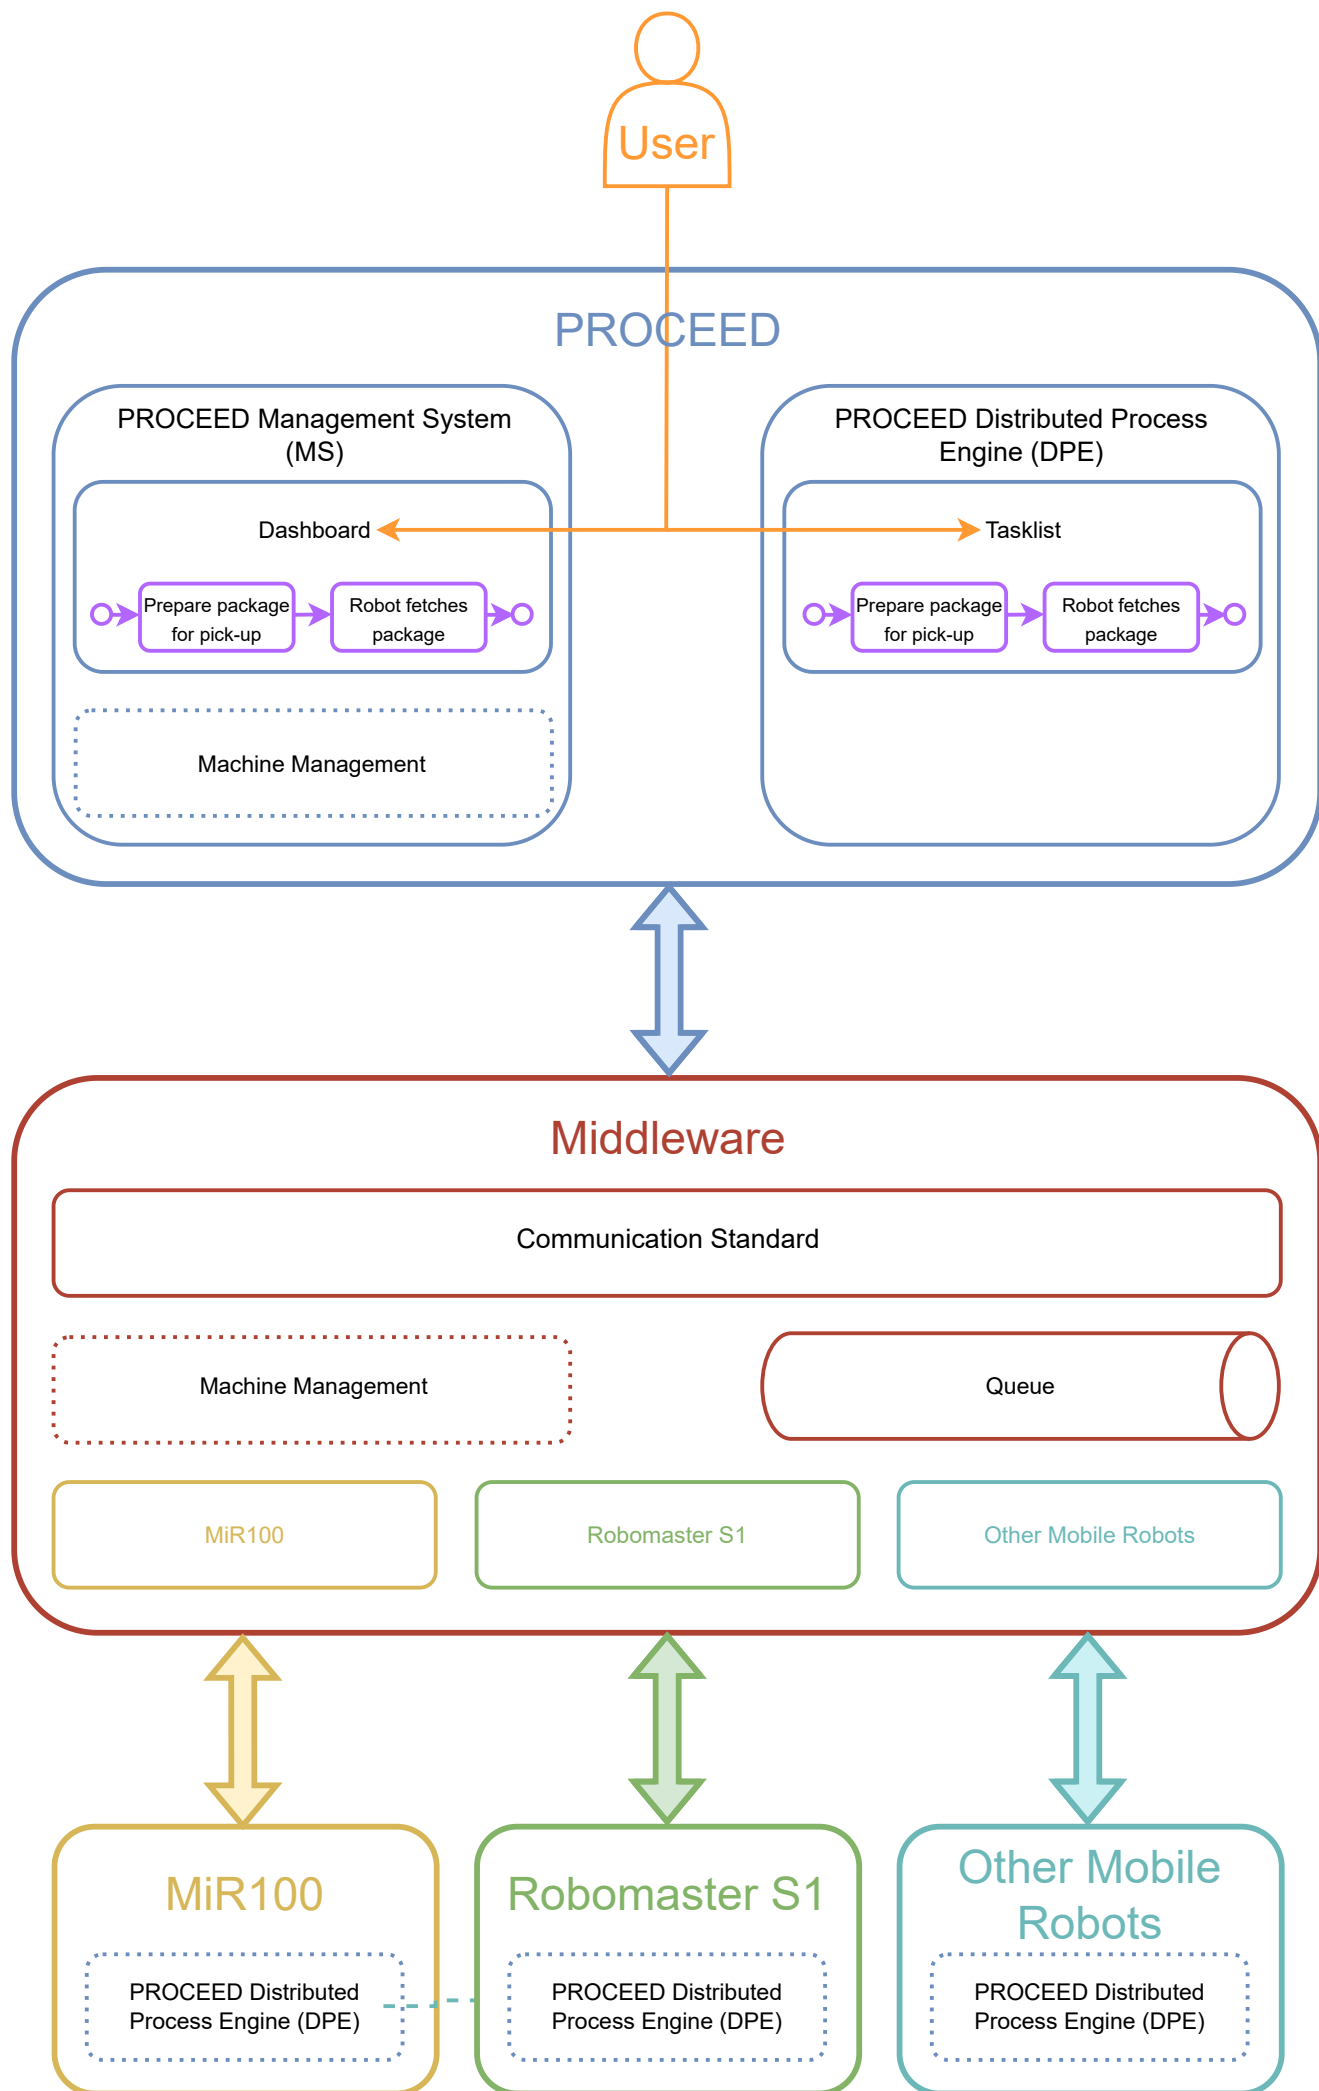 User
PROCEED
PROCEED Management System
(MS)
PROCEED Distributed Process
Engine (DPE)
Dashboard
Tasklist
Prepare package
for pick-up
Robot fetches
package
Prepare package
for pick-up
Robot fetches
package
Machine Management
Middleware
Communication Standard
Machine Management
Queue
MiR100
Robomaster S1
Other Mobile Robots
MiR100
Robomaster S1
Other Mobile
Robots
PROCEED Distributed
Process Engine (DPE)
PROCEED Distributed
Process Engine (DPE)
PROCEED Distributed
Process Engine (DPE)